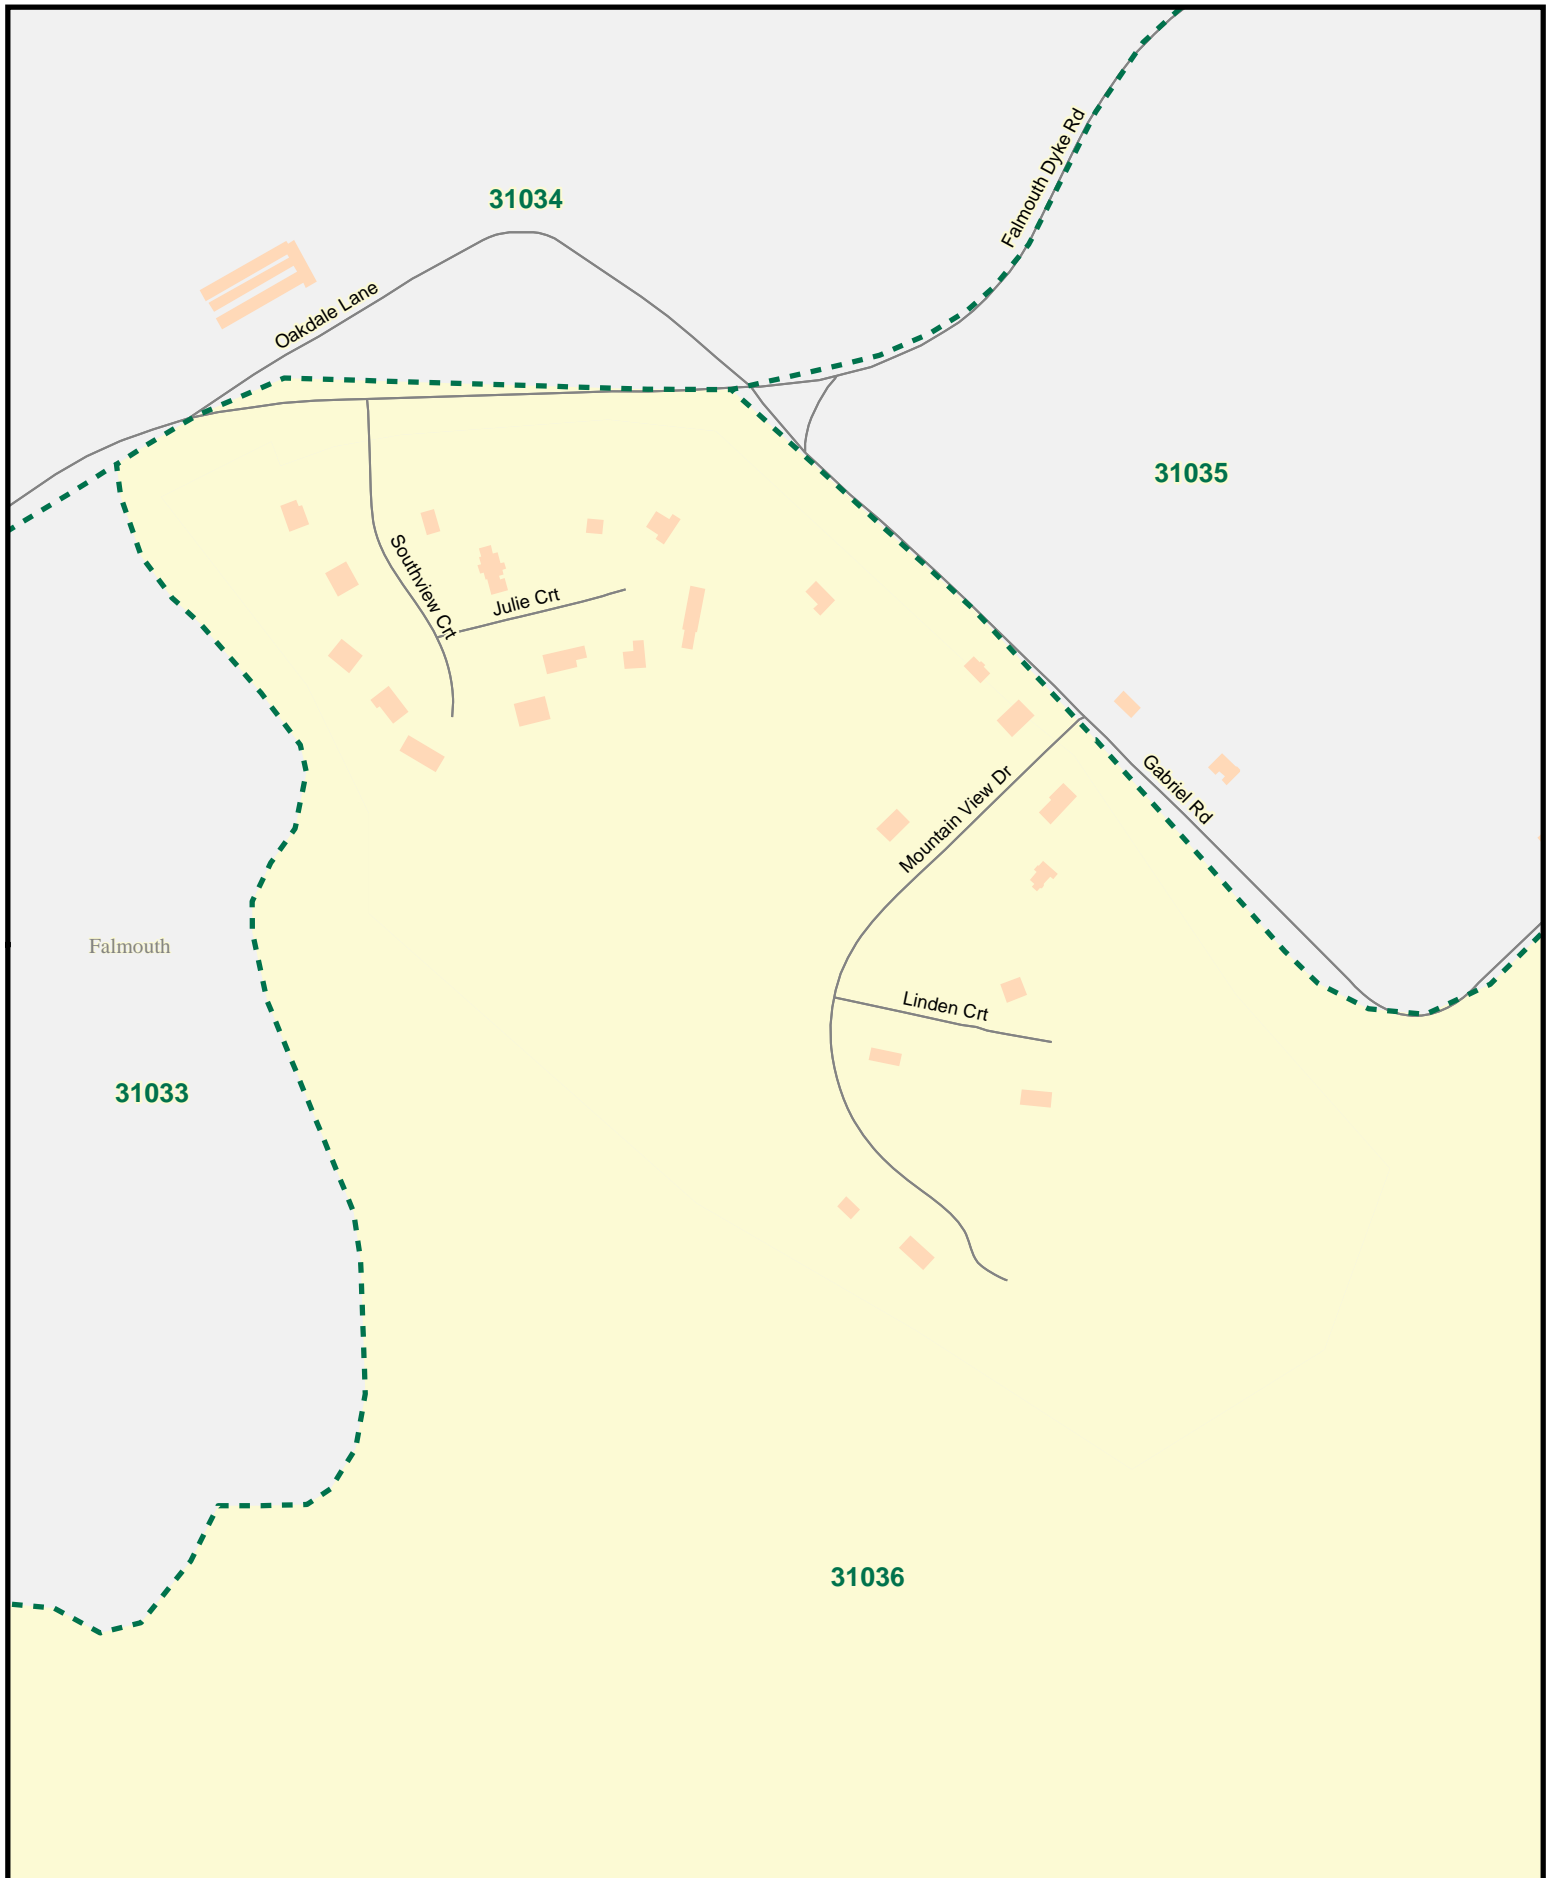 Falmouth Dyke Rd
31034
Oakdale Lane
31035
Southview Crt
Julie Crt
Gabriel Rd
Mountain View Dr
Falmouth
Linden Crt
31033
31036